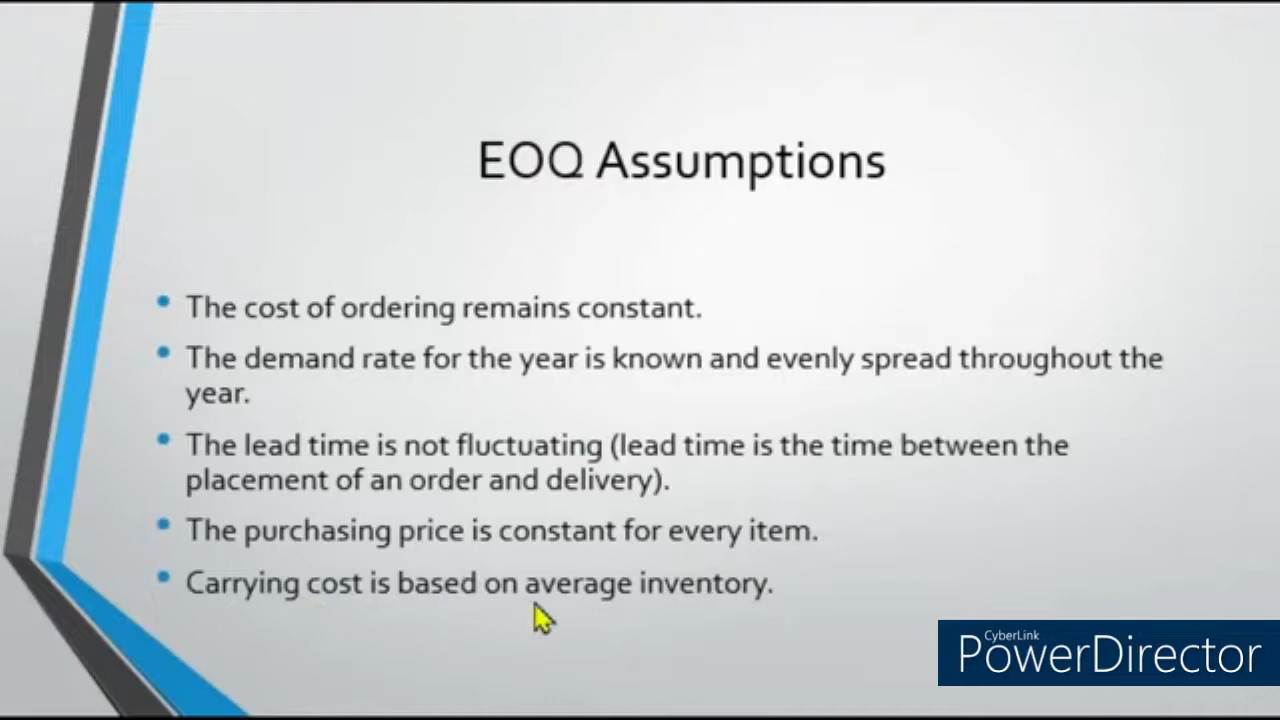 EOQ Assumptions
• The cost of ordering remains constant.
• The demand rate for the year is known and evenly spread throughout the
year.
• The lead time is not fluctuating (lead time is the time between the
placement of an order and delivery).
• The purchasing price is constant for every item.
• Carrying cost is based on average inventory.
CyberLink
PowerDirector